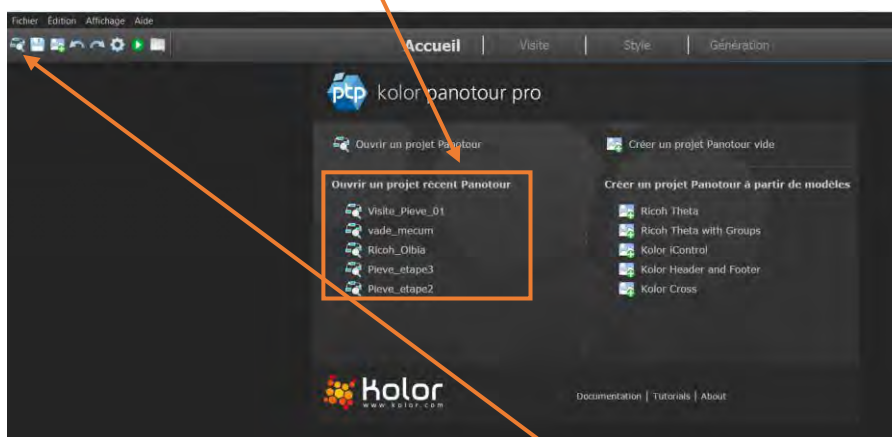 Fichier Édition Affichage Aide
Accueil | Visite | Style | Génération
ptp kolor panotour pro
Ouvrir un projet Panotour
Créer un projet Panotour vide
Ouvrir un projet récent Panotour
Créer un projet Panotour à partir de modèles
Visite_Pieve_01
Ricoh Theta
vade_mecum
Ricoh Theta with Groups
Ricoh_Olbia
Kolor iControl
Pieve_etape3
Kolor Header and Footer
Pieve_etape2
Kolor Cross
Kolor
www.kolor.com
Documentation | Tutorials | About